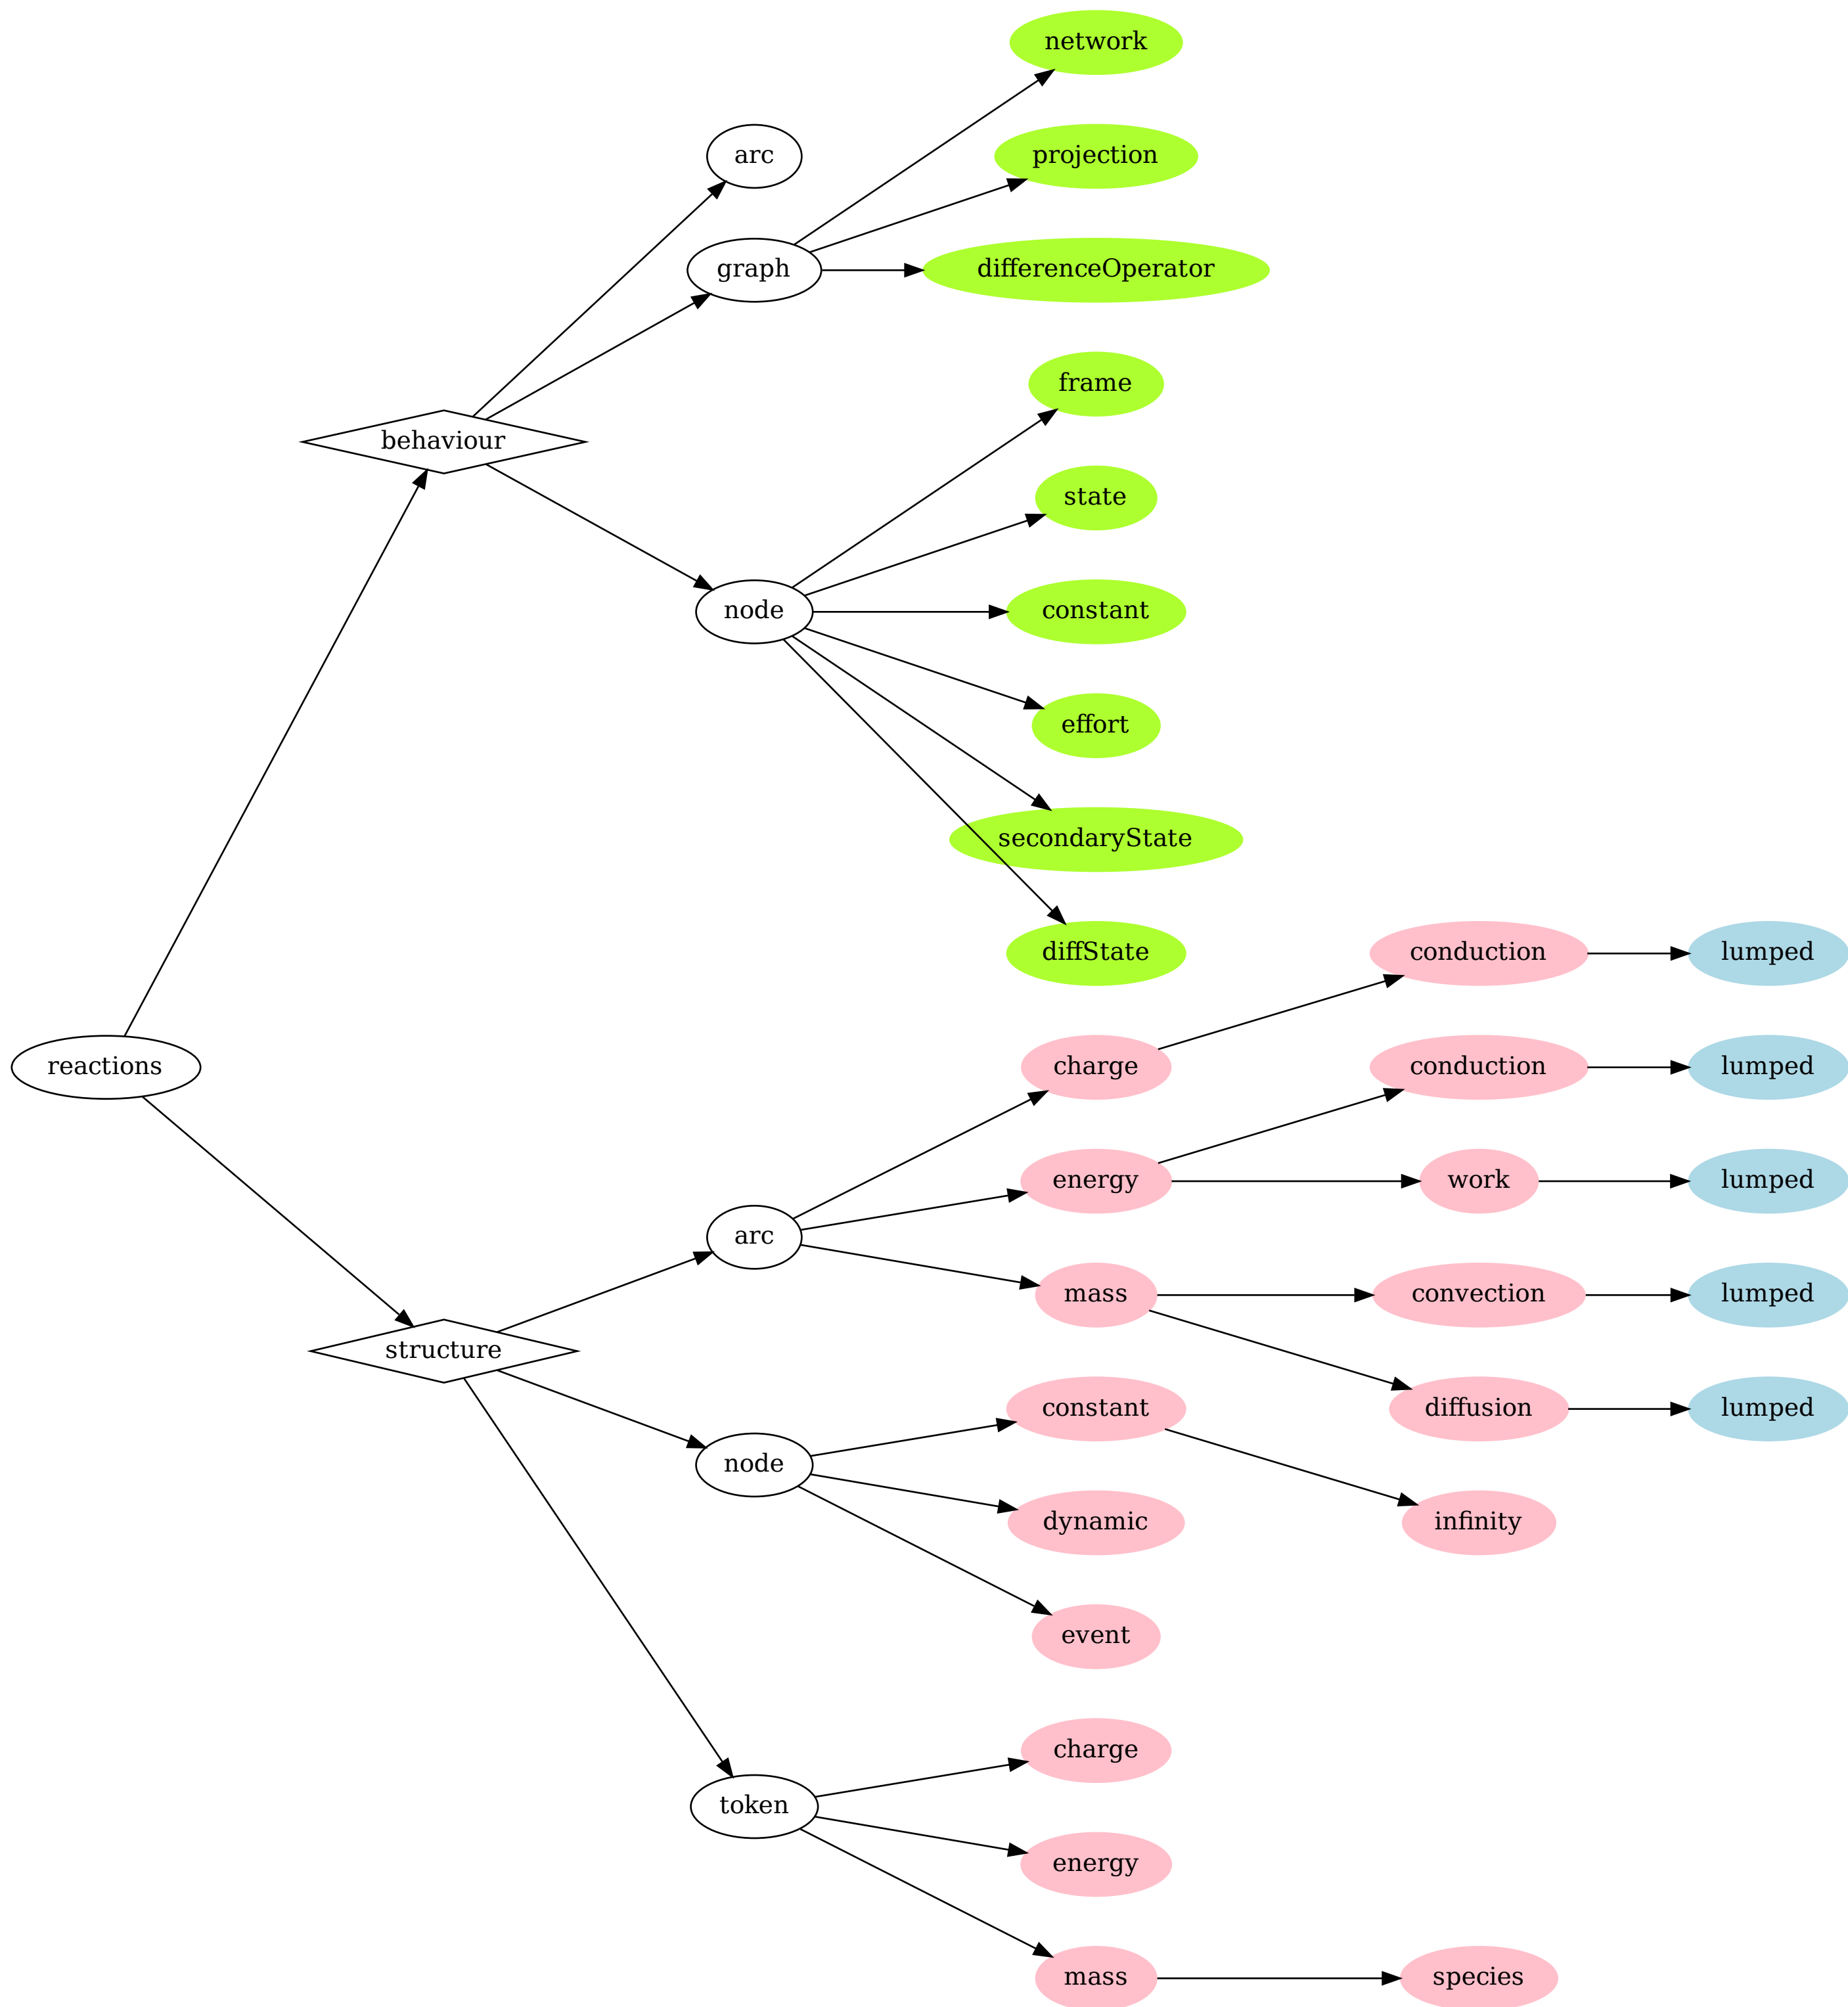 network
arc
projection
graph
differenceOperator
frame
behaviour
state
node
constant
effort
secondaryState
diffState
conduction
lumped
reactions
charge
conduction
lumped
energy
work
lumped
arc
mass
convection
lumped
structure
constant
diffusion
lumped
node
dynamic
infinity
event
charge
token
energy
mass
species